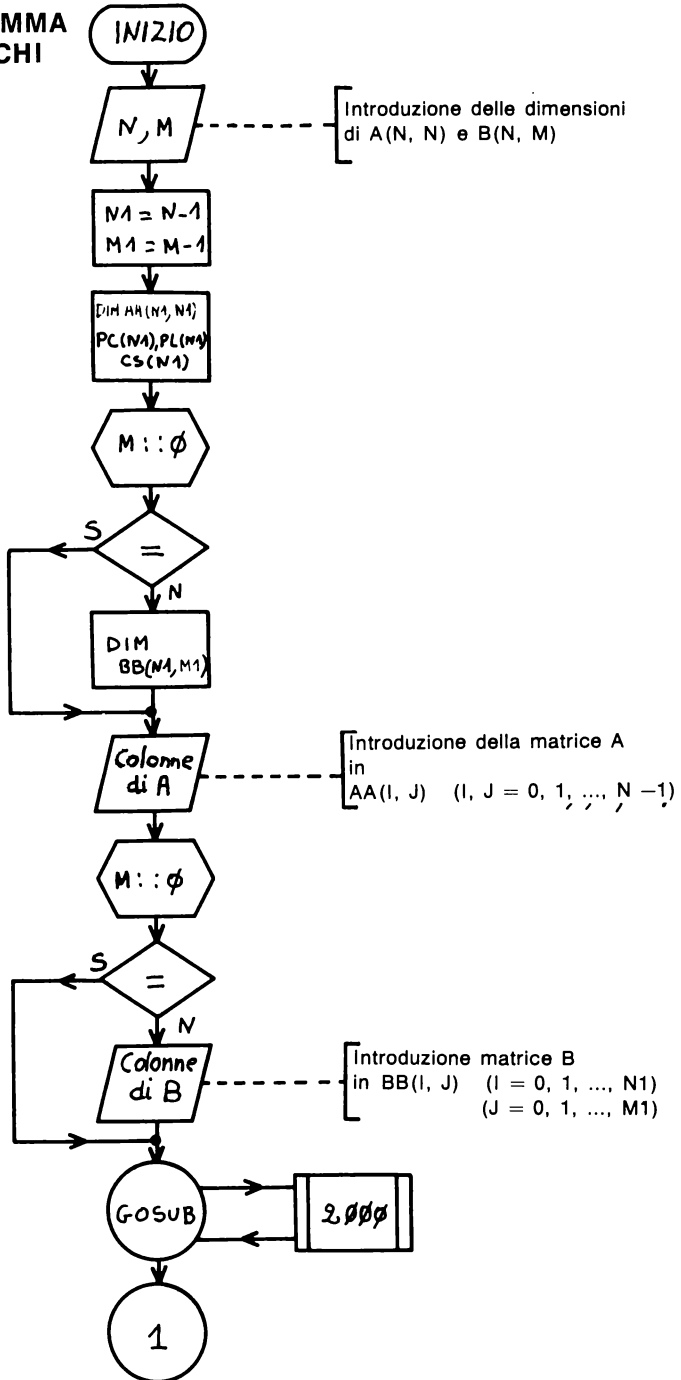 MMA
CHI
INIZIO
N, M
Introduzione delle dimensioni
di A(N, N) e B(N, M)
N1 = N-1
M1 = M-1
DIM AA(N1, N1)
PC(N1), PL(N1)
CS(N1)
M : : Ø
S
=
N
DIM
BB(N1, M1)
Colonne
di A
Introduzione della matrice A
in
AA(I, J) (I, J = 0, 1, ..., N −1)
M : : Ø
S
=
N
Colonne
di B
Introduzione matrice B
in BB(I, J) (I = 0, 1, ..., N1)
(J = 0, 1, ..., M1)
GOSUB
2ØØØ
1